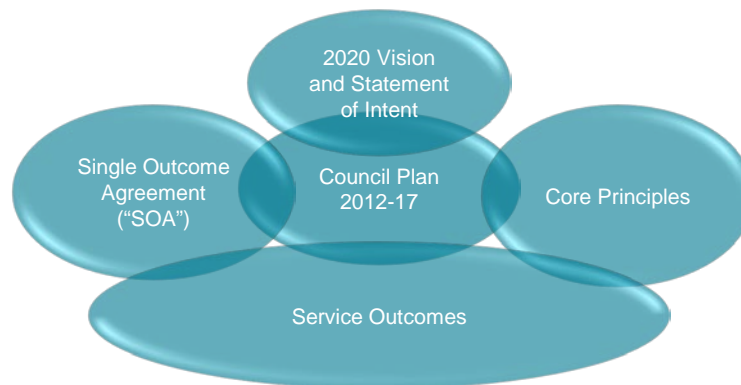 2020 Vision
and Statement
of Intent
Single Outcome
Agreement
(“SOA”)
Council Plan
2012-17
Core Principles
Service Outcomes